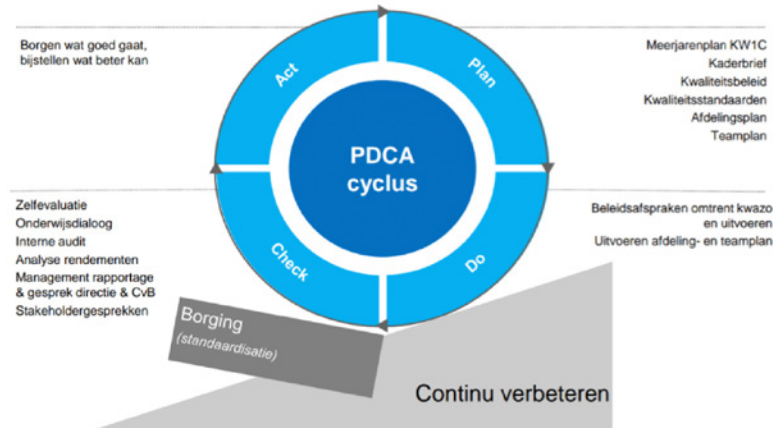 Borgen wat goed gaat,
bijstellen wat beter kan
Act
Plan
Meerjarenplan KW1C
Kaderbrief
Kwaliteitsbeleid
Kwaliteitsstandaarden
Afdelingsplan
Teamplan
PDCA
cyclus
Zelfevaluatie
Onderwijsdialoog
Interne audit
Analyse rendementen
Management rapportage
& gesprek directie & CvB
Stakeholdergesprekken
Check
Do
Beleidsafspraken omtrent kwazo
en uitvoeren
Uitvoeren afdeling- en teamplan
Borging
(standaardisatie)
Continu verbeteren